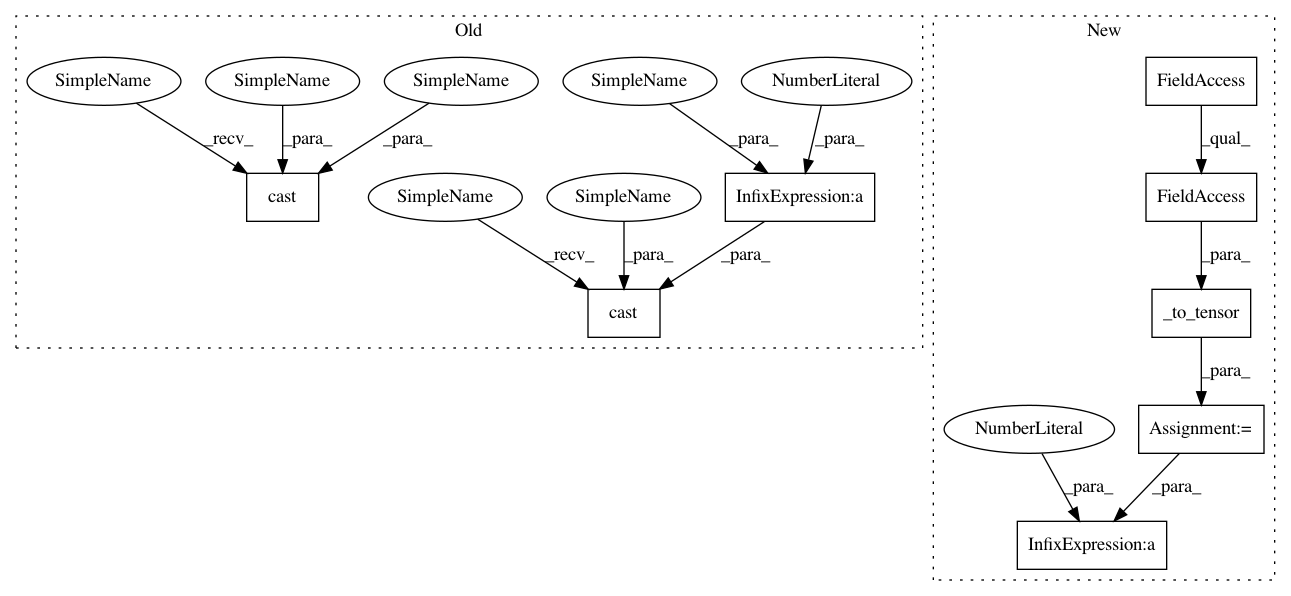 Old
New
SimpleName
SimpleName
SimpleName
SimpleName
NumberLiteral
FieldAccess
_recv_
_para_
_para_
_para_
_para_
_qual_
cast
SimpleName
SimpleName
InfixExpression:a
FieldAccess
_recv_
_para_
_para_
_para_
cast
_to_tensor
_para_
NumberLiteral
Assignment:=
_para_
_para_
InfixExpression:a